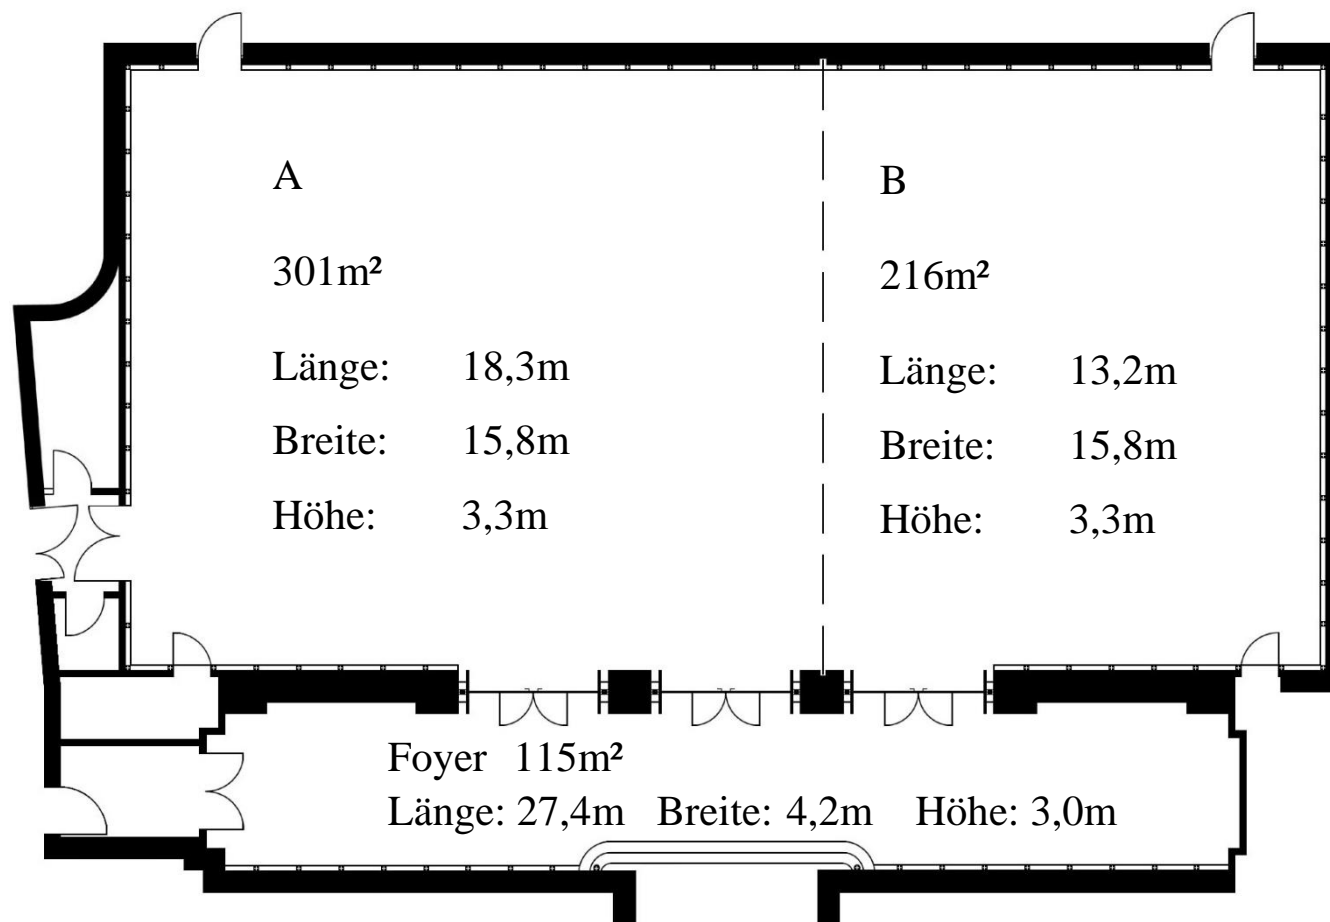 A
301m²
Länge: 18,3m
Breite: 15,8m
Höhe: 3,3m
B
216m²
Länge: 13,2m
Breite: 15,8m
Höhe: 3,3m
Foyer 115m²
Länge: 27,4m Breite: 4,2m Höhe: 3,0m